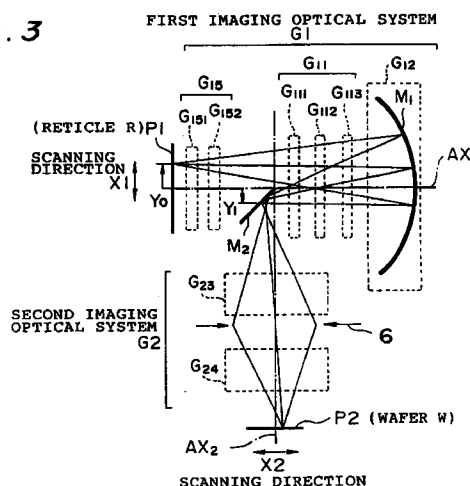 . 3
FIRST IMAGING OPTICAL SYSTEM
G1
G15
G151 G152
G11
G111 G112 G113
G12
M1
(RETICLE R) P1
SCANNING
DIRECTION
X1
Y0
Y1
AX
M2
G23
SECOND IMAGING
OPTICAL SYSTEM
G2
6
G24
P2 (WAFER W)
AX2
X2
SCANNING DIRECTION